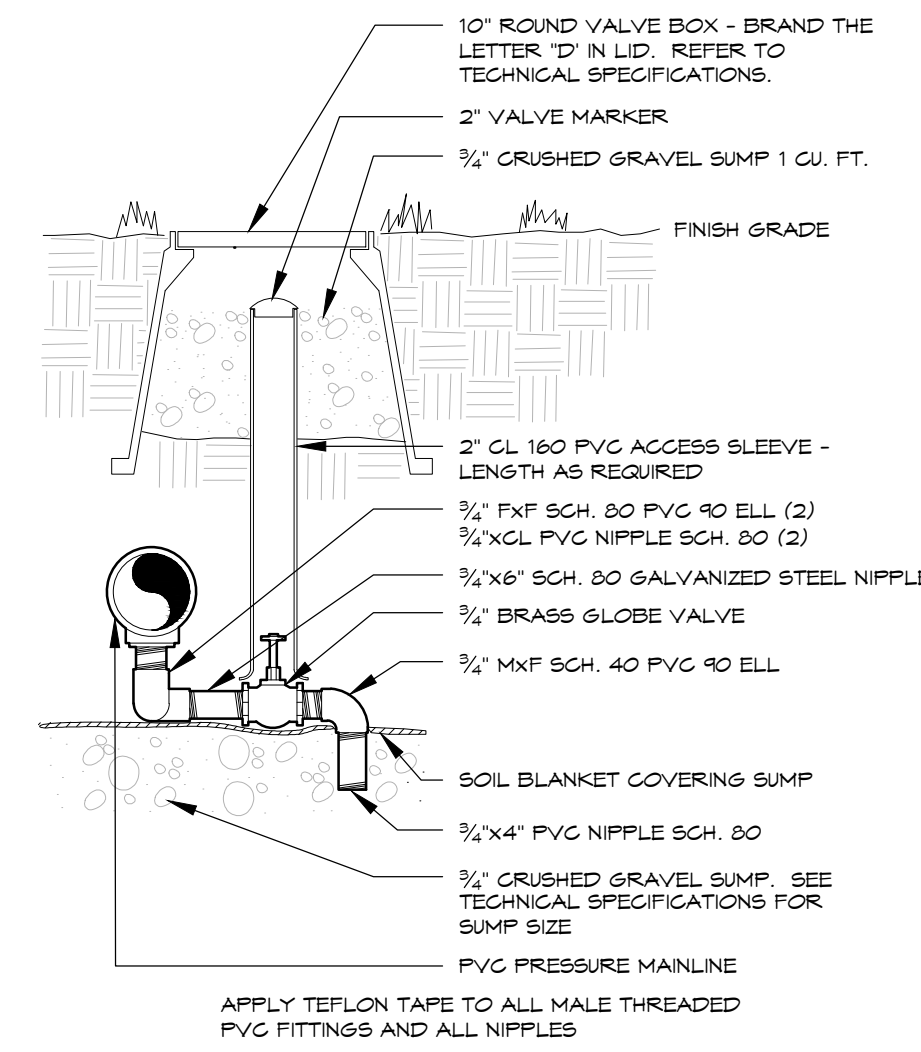 10" ROUND VALVE BOX - BRAND THE
LETTER "D' IN LID. REFER TO
TECHNICAL SPECIFICATIONS.
2" VALVE MARKER
¾" CRUSHED GRAVEL SUMP 1 CU. FT.
FINISH GRADE
2" CL 160 PVC ACCESS SLEEVE -
LENGTH AS REQUIRED
¾" FxF SCH. 80 PVC 90 ELL (2)
¾"xCL PVC NIPPLE SCH. 80 (2)
¾"x6" SCH. 80 GALVANIZED STEEL NIPPLE
¾" BRASS GLOBE VALVE
¾" MxF SCH. 40 PVC 90 ELL
SOIL BLANKET COVERING SUMP
¾"x4" PVC NIPPLE SCH. 80
¾" CRUSHED GRAVEL SUMP. SEE
TECHNICAL SPECIFICATIONS FOR
SUMP SIZE
PVC PRESSURE MAINLINE
APPLY TEFLON TAPE TO ALL MALE THREADED
PVC FITTINGS AND ALL NIPPLES